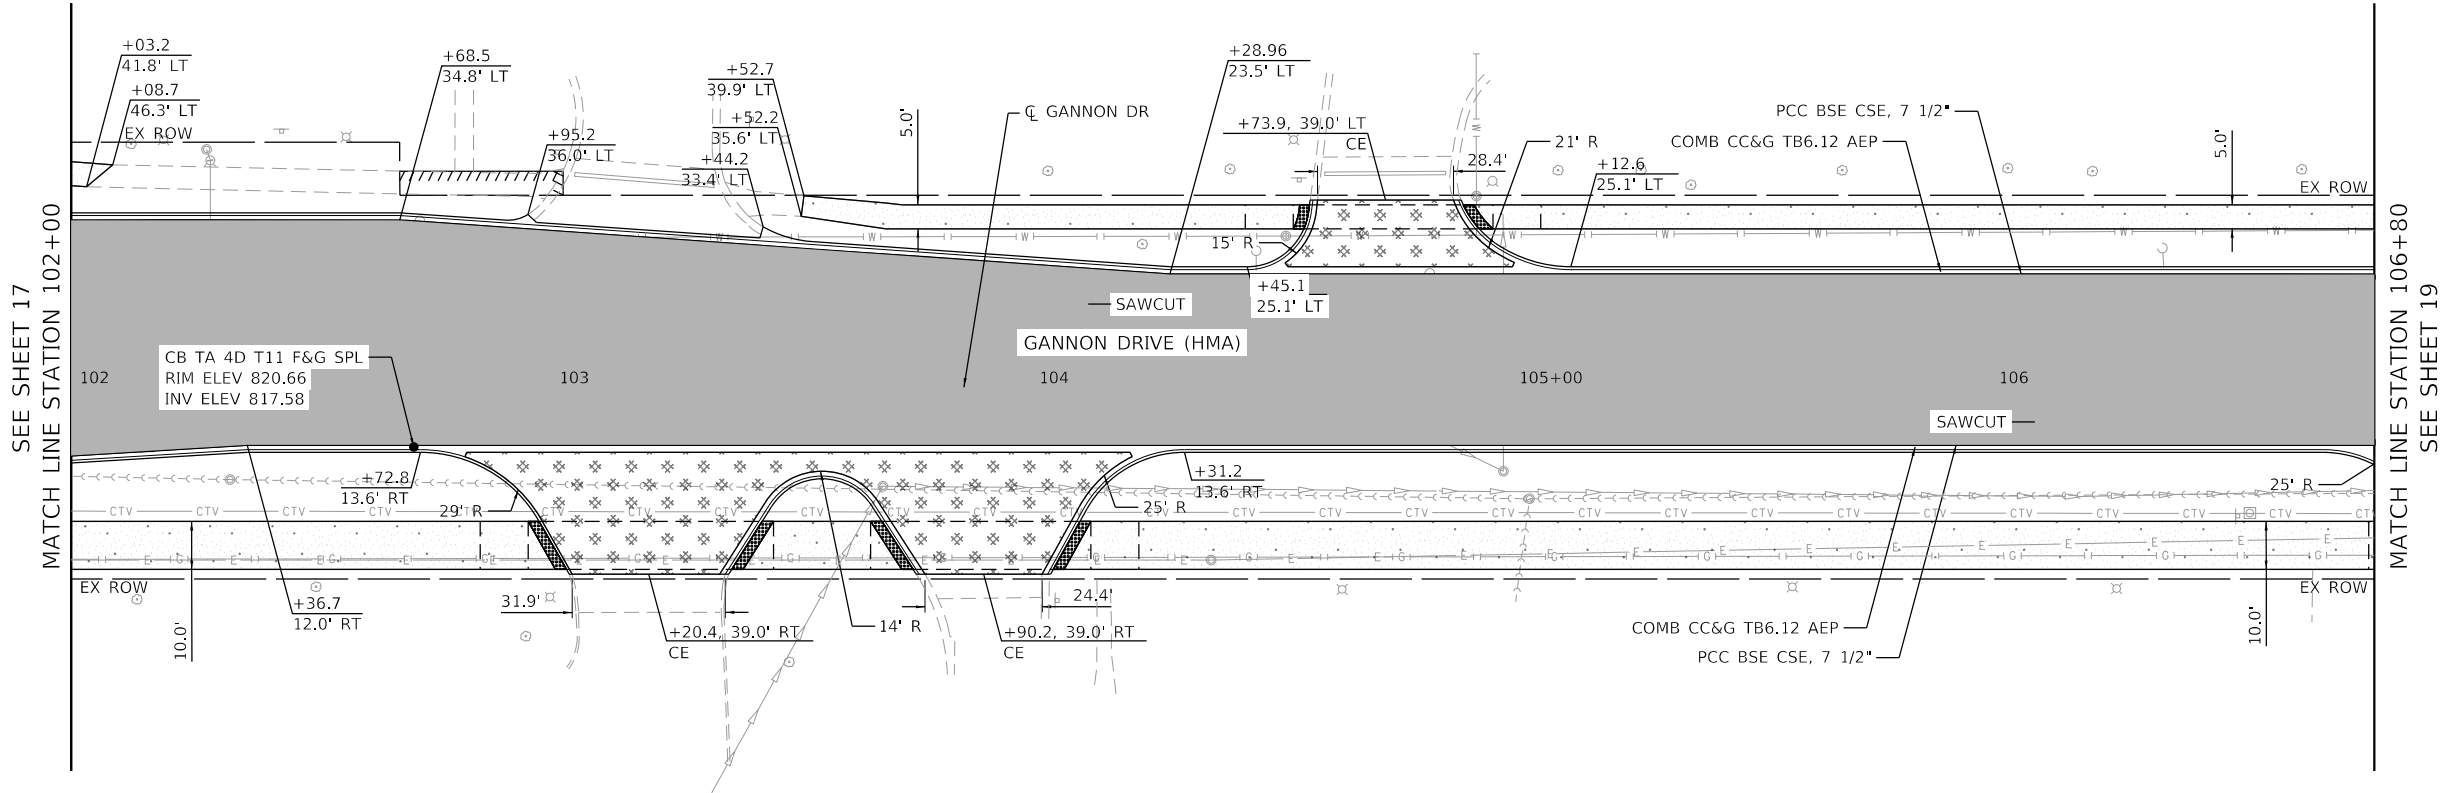 SEE SHEET 17
MATCH LINE STATION 102+00
+03.2
41.8' LT
+08.7
46.3' LT
EX ROW
+68.5
34.8' LT
+95.2
36.0' LT
+52.7
39.9' LT
+52.2
35.6' LT
+44.2
33.4' LT
5.0'
℄ GANNON DR
+28.96
23.5' LT
+73.9, 39.0' LT
CE
28.4'
21' R
15' R
+12.6
25.1' LT
PCC BSE CSE, 7 1/2"
COMB CC&G TB6.12 AEP
5.0'
EX ROW
+45.1
25.1' LT
SAWCUT
GANNON DRIVE (HMA)
CB TA 4D T11 F&G SPL
RIM ELEV 820.66
INV ELEV 817.58
102
103
104
105+00
106
SAWCUT
+72.8
13.6' RT
29' R
+31.2
13.6' RT
25' R
25' R
EX ROW
10.0'
+36.7
12.0' RT
31.9'
+20.4, 39.0' RT
CE
14' R
+90.2, 39.0' RT
CE
24.4'
COMB CC&G TB6.12 AEP
PCC BSE CSE, 7 1/2"
10.0'
EX ROW
MATCH LINE STATION 106+80
SEE SHEET 19